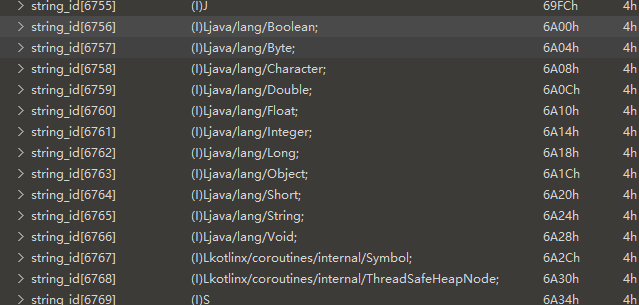 string_id[6755] (I)J 69FCh 4h
string_id[6756] (I)Ljava/lang/Boolean; 6A00h 4h
string_id[6757] (I)Ljava/lang/Byte; 6A04h 4h
string_id[6758] (I)Ljava/lang/Character; 6A08h 4h
string_id[6759] (I)Ljava/lang/Double; 6A0Ch 4h
string_id[6760] (I)Ljava/lang/Float; 6A10h 4h
string_id[6761] (I)Ljava/lang/Integer; 6A14h 4h
string_id[6762] (I)Ljava/lang/Long; 6A18h 4h
string_id[6763] (I)Ljava/lang/Object; 6A1Ch 4h
string_id[6764] (I)Ljava/lang/Short; 6A20h 4h
string_id[6765] (I)Ljava/lang/String; 6A24h 4h
string_id[6766] (I)Ljava/lang/Void; 6A28h 4h
string_id[6767] (I)Lkotlinx/coroutines/internal/Symbol; 6A2Ch 4h
string_id[6768] (I)Lkotlinx/coroutines/internal/ThreadSafeHeapNode; 6A30h 4h
string_id[6769] (I)S 6A34h 4h